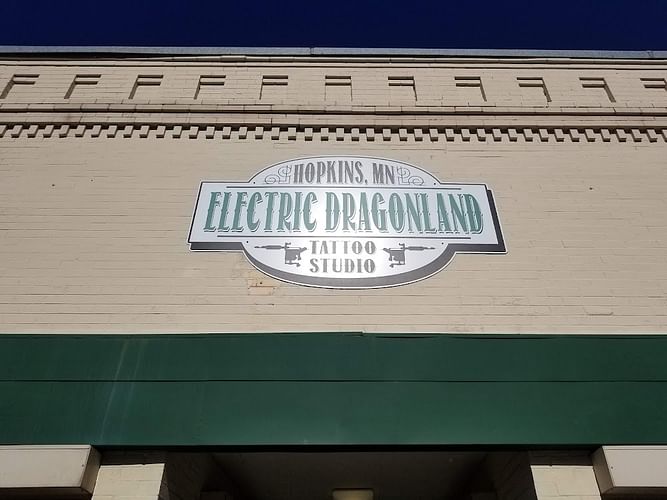 HOPKINS, MN
ELECTRIC DRAGONLAND
TATTOO
STUDIO